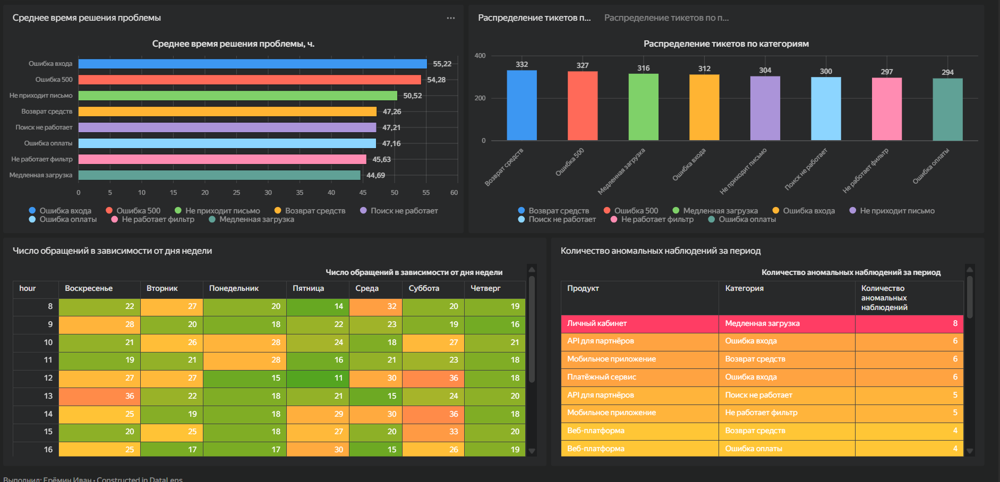 Среднее время решения проблемы
Среднее время решения проблемы, ч.
Ошибка входа 55,22
Ошибка 500 54,28
Не приходит письмо 50,52
Возврат средств 47,26
Поиск не работает 47,21
Ошибка оплаты 47,16
Не работает фильтр 45,63
Медленная загрузка 44,69
0 5 10 15 20 25 30 35 40 45 50 55 60
Ошибка входа Ошибка 500 Не приходит письмо Возврат средств Поиск не работает
Ошибка оплаты Не работает фильтр Медленная загрузка
Распределение тикетов п... Распределение тикетов по п...
Распределение тикетов по категориям
400
200
0
332 327 316 312 304 300 297 294
Возврат средств Ошибка 500 Медленная загрузка Ошибка входа Не приходит письмо Поиск не работает Не работает фильтр Ошибка оплаты
Возврат средств Ошибка 500 Медленная загрузка Ошибка входа Не приходит письмо
Поиск не работает Не работает фильтр Ошибка оплаты
Число обращений в зависимости от дня недели
Число обращений в зависимости от дня недели
hour Воскресенье Вторник Понедельник Пятница Среда Суббота Четверг
8 22 27 20 14 32 20 19
9 28 20 18 22 23 19 16
10 21 26 28 24 18 27 21
11 19 21 28 16 21 23 18
12 27 27 15 11 30 36 18
13 36 22 18 21 15 24 20
14 25 19 18 29 30 36 18
15 20 25 18 27 20 33 20
16 25 17 17 30 15 26 19
Количество аномальных наблюдений за период
Количество аномальных наблюдений за период
Продукт Категория Количество
аномальных
наблюдений
Личный кабинет Медленная загрузка 8
API для партнёров Ошибка входа 6
Мобильное приложение Возврат средств 6
Платёжный сервис Ошибка входа 6
API для партнёров Поиск не работает 5
Мобильное приложение Не работает фильтр 5
Веб-платформа Возврат средств 4
Веб-платформа Ошибка оплаты 4
Выполнил: Ерёмин Иван • Constructed in DataLens